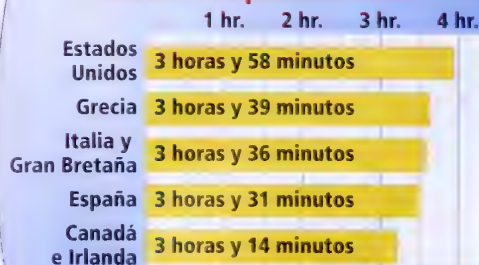 1 hr. 2 hr. 3 hr. 4 hr.
Estados
Unidos
3 horas y 58 minutos
Grecia 3 horas y 39 minutos
Italia y
Gran Bretaña
3 horas y 36 minutos
España 3 horas y 31 minutos
Canadá
e Irlanda
3 horas y 14 minutos